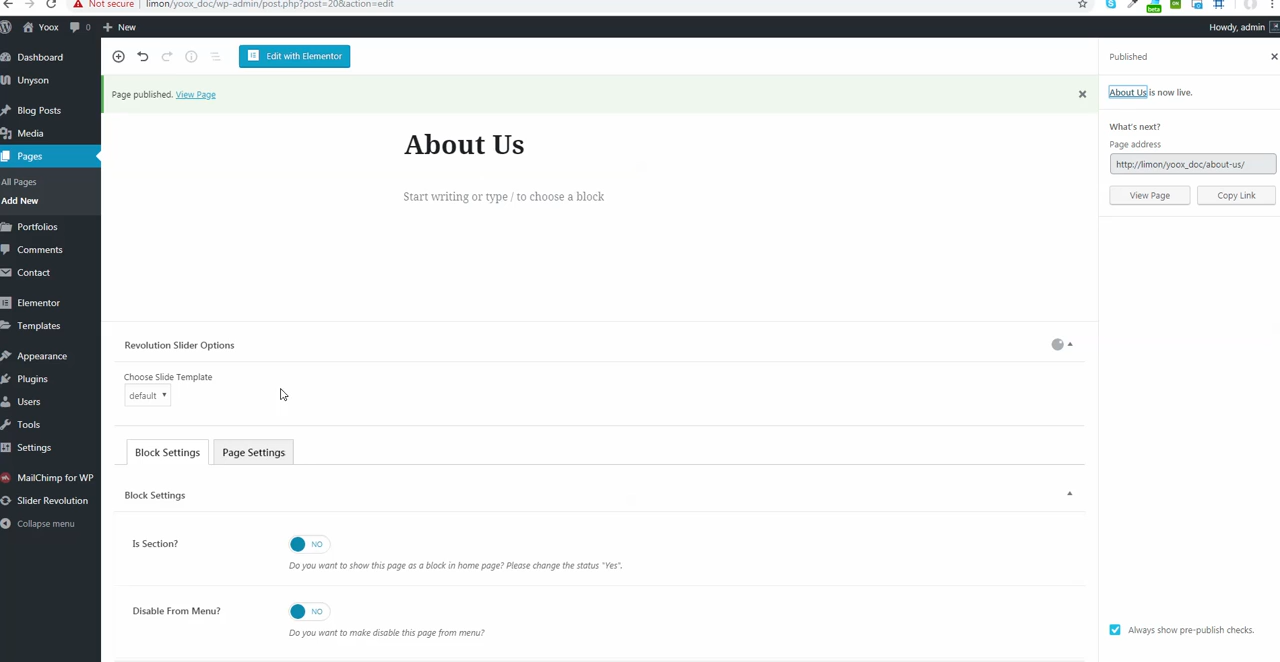 Not secure | limon/yoox_doc/wp-admin/post.php?post=20&action=edit
beta
Yoox 0 + New Howdy, admin
Dashboard
Unyson
Blog Posts
Media
Pages
All Pages
Add New
Portfolios
Comments
Contact
Elementor
Templates
Appearance
Plugins
Users
Tools
Settings
MailChimp for WP
Slider Revolution
Collapse menu
Edit with Elementor
Page published. View Page
About Us
Start writing or type / to choose a block
Revolution Slider Options
Choose Slide Template
default
Block Settings Page Settings
Block Settings
Is Section? NO
Do you want to show this page as a block in home page? Please change the status "Yes".
Disable From Menu? NO
Do you want to make disable this page from menu?
Published
About Us is now live.
What's next?
Page address
http://limon/yoox_doc/about-us/
View Page Copy Link
Always show pre-publish checks.